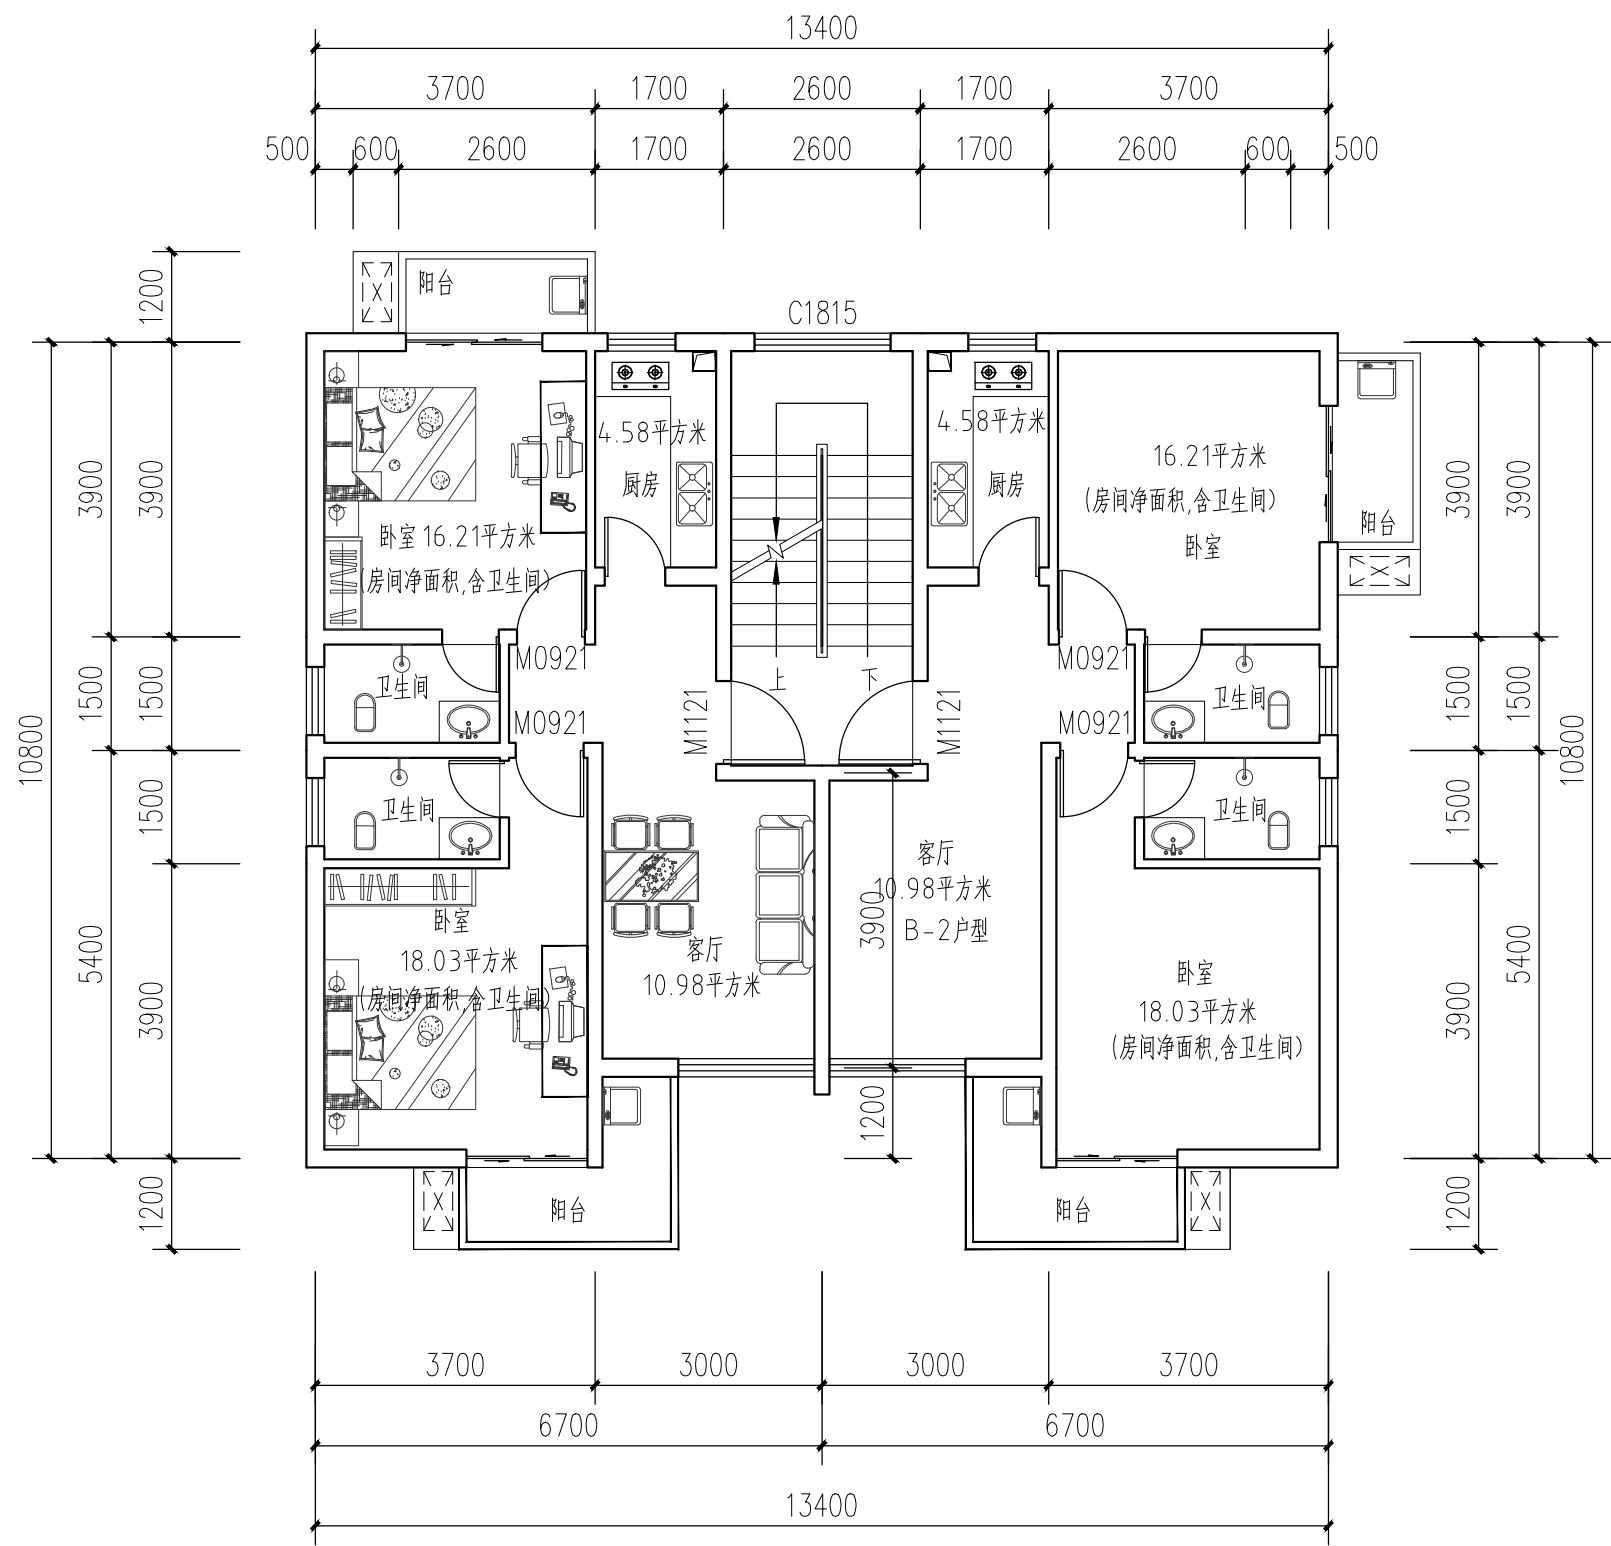 13400
3700 1700 2600 1700 3700
500 600 2600 1700 2600 1700 2600 600 500
1200
阳台
C1815
10800
3900
3900
1500
1500
5400
1500
3900
1200
4.58平方米
厨房
卧室 16.21平方米
(房间净面积,含卫生间)
4.58平方米
厨房
16.21平方米
(房间净面积,含卫生间)
卧室
阳台
3900
3900
1500
1500
10800
1500
5400
3900
1200
M0921
M0921
卫生间
M0921
M0921
卫生间
上
下
M1121
M1121
卫生间
卫生间
卧室
18.03平方米
(房间净面积,含卫生间)
客厅
10.98平方米
客厅
10.98平方米
B-2户型
3900
1200
卧室
18.03平方米
(房间净面积,含卫生间)
阳台
阳台
3700 3000 3000 3700
6700 6700
13400